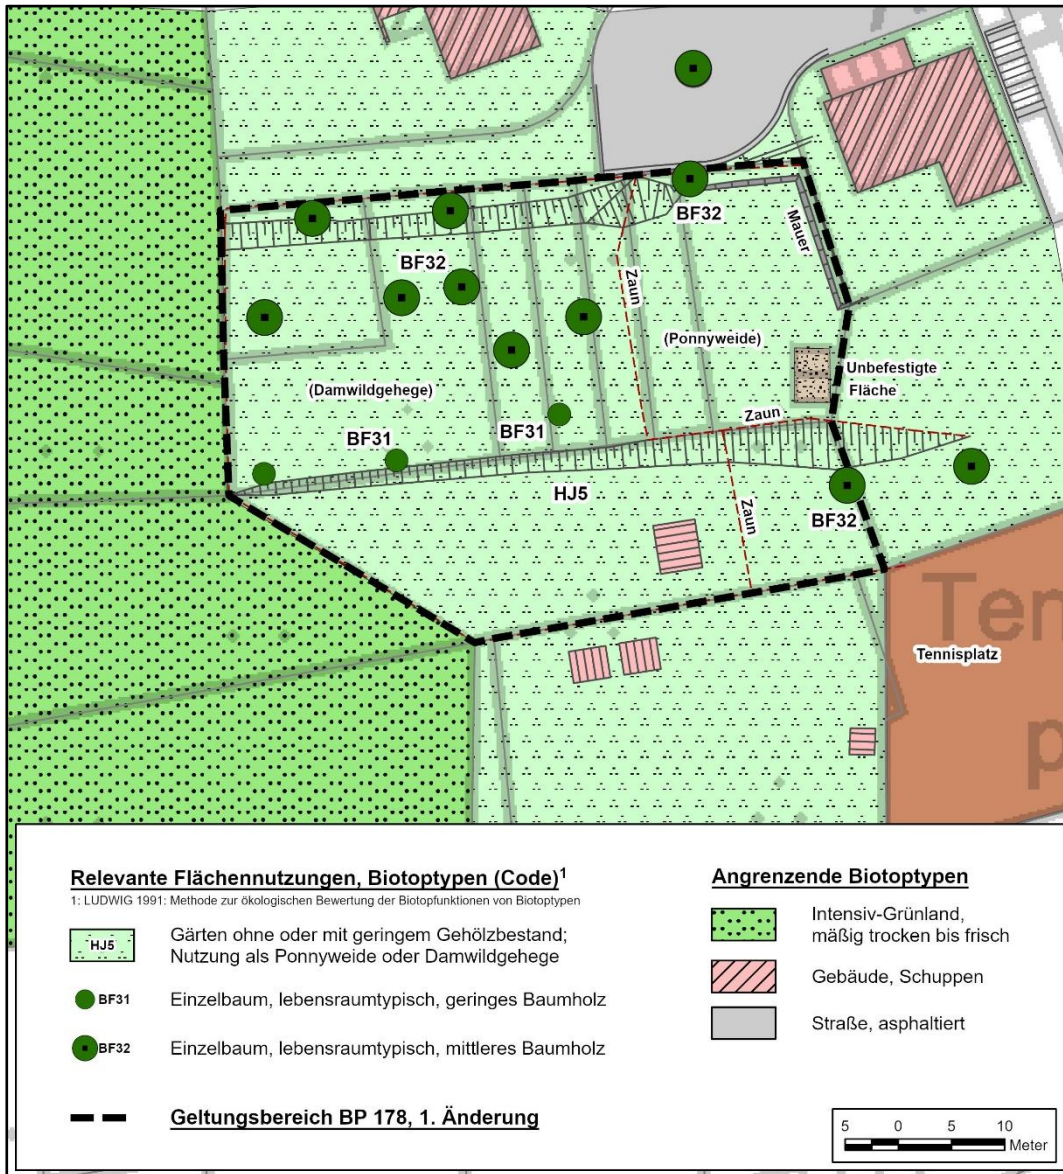 BF32
Mauer
BF32
Zaun
(Ponnyweide)
Unbefestigte
Fläche
(Damwildgehege)
Zaun
BF31
BF31
HJ5
Zaun
BF32
Ten
Tennisplatz
p
Relevante Flächennutzungen, Biotoptypen (Code)1
1: LUDWIG 1991: Methode zur ökologischen Bewertung der Biotopfunktionen von Biotoptypen
HJ5 Gärten ohne oder mit geringem Gehölzbestand;
Nutzung als Ponnyweide oder Damwildgehege
BF31 Einzelbaum, lebensraumtypisch, geringes Baumholz
BF32 Einzelbaum, lebensraumtypisch, mittleres Baumholz
Geltungsbereich BP 178, 1. Änderung
Angrenzende Biotoptypen
Intensiv-Grünland,
mäßig trocken bis frisch
Gebäude, Schuppen
Straße, asphaltiert
5 0 5 10
Meter